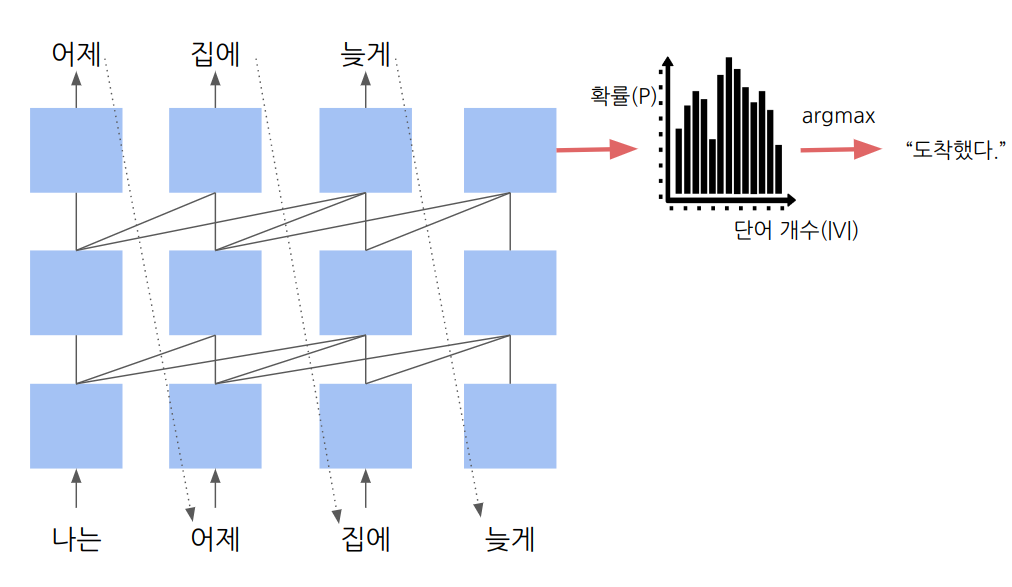 어제
집에
늦게
확률(P)
argmax
“도착했다.”
단어 개수(|V|)
나는
어제
집에
늦게